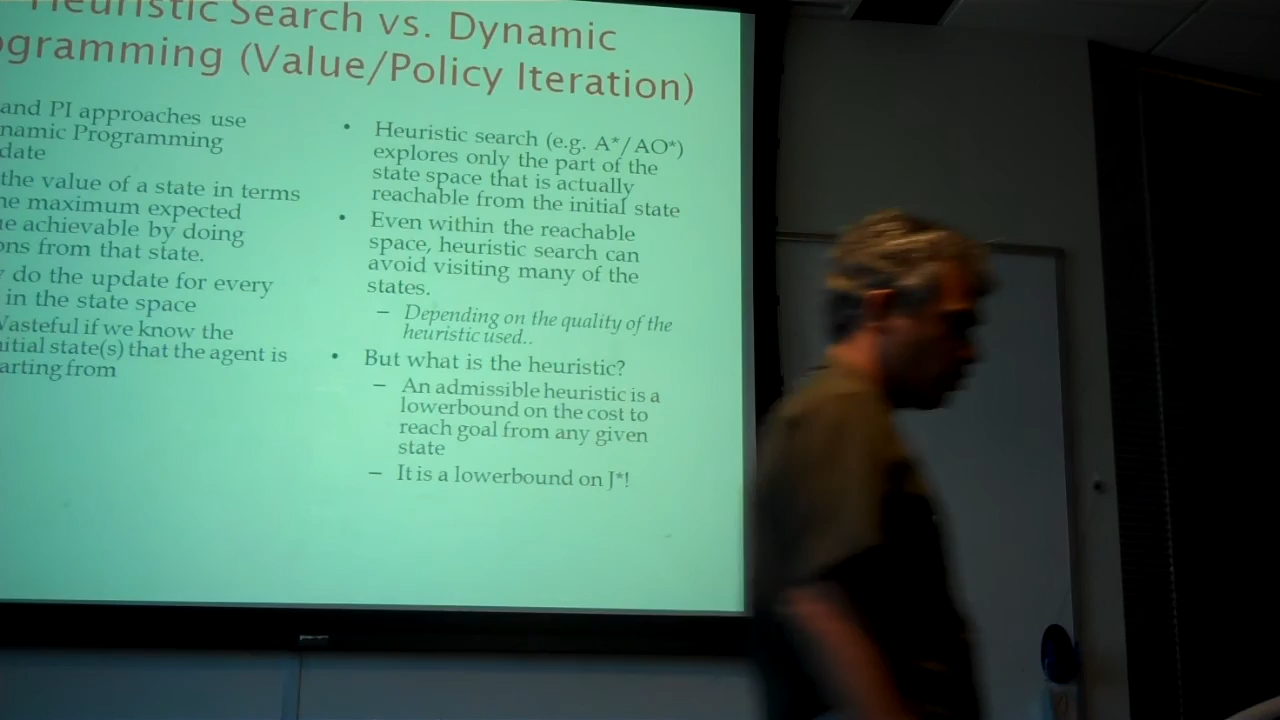 Heuristic Search vs. Dynamic
ogramming (Value/Policy Iteration)
and PI approaches use
namic Programming
date
the value of a state in terms
he maximum expected
e achievable by doing
ons from that state.
do the update for every
in the state space
Wasteful if we know the
itial state(s) that the agent is
arting from
• Heuristic search (e.g. A*/AO*)
explores only the part of the
state space that is actually
reachable from the initial state
• Even within the reachable
space, heuristic search can
avoid visiting many of the
states.
– Depending on the quality of the
heuristic used..
• But what is the heuristic?
– An admissible heuristic is a
lowerbound on the cost to
reach goal from any given
state
– It is a lowerbound on J*!